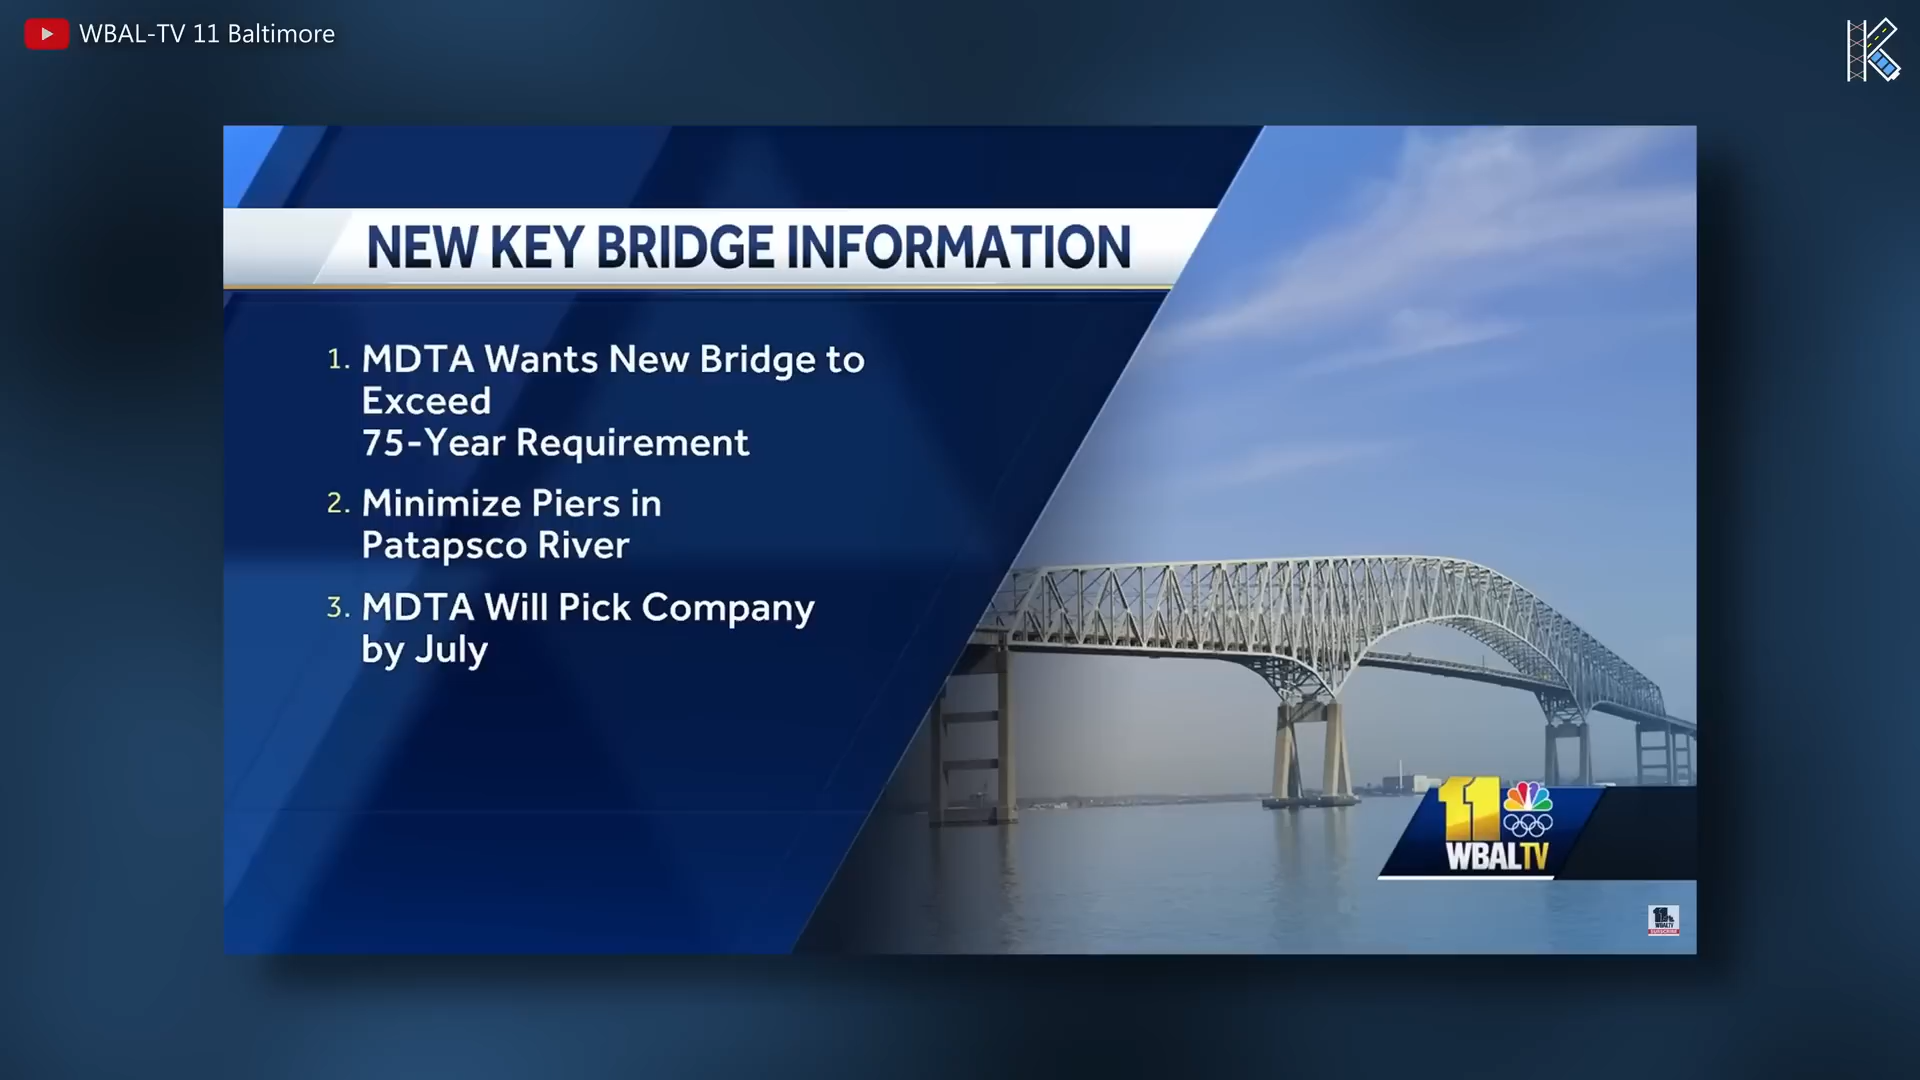 WBAL-TV 11 Baltimore
NEW KEY BRIDGE INFORMATION
1. MDTA Wants New Bridge to
Exceed
75-Year Requirement
2. Minimize Piers in
Patapsco River
3. MDTA Will Pick Company
by July
11
WBALTV